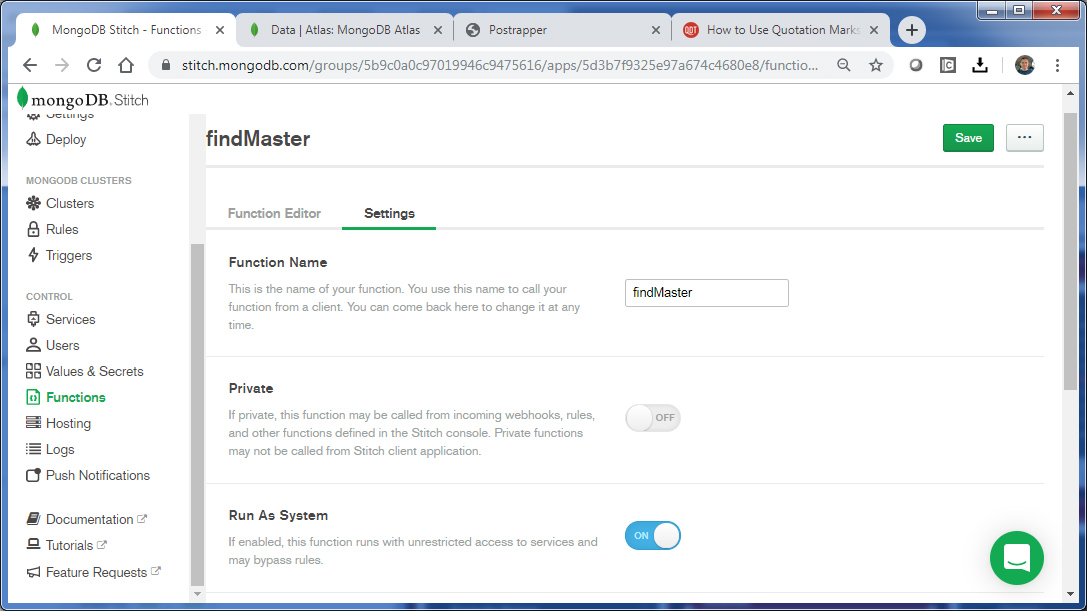 MongoDB Stitch - Functions
Data | Atlas: MongoDB Atlas
Postrapper
How to Use Quotation Marks
stitch.mongodb.com/groups/5b9c0a0c97019946c9475616/apps/5d3b7f9325e97a674c4680e8/functio...
mongoDB. Stitch
Settings
Deploy
MONGODB CLUSTERS
Clusters
Rules
Triggers
CONTROL
Services
Users
Values & Secrets
Functions
Hosting
Logs
Push Notifications
Documentation
Tutorials
Feature Requests
findMaster
Save
...
Function Editor
Settings
Function Name
This is the name of your function. You use this name to call your
function from a client. You can come back here to change it at any
time.
findMaster
Private
If private, this function may be called from incoming webhooks, rules,
and other functions defined in the Stitch console. Private functions
may not be called from Stitch client application.
OFF
Run As System
If enabled, this function runs with unrestricted access to services and
may bypass rules.
ON